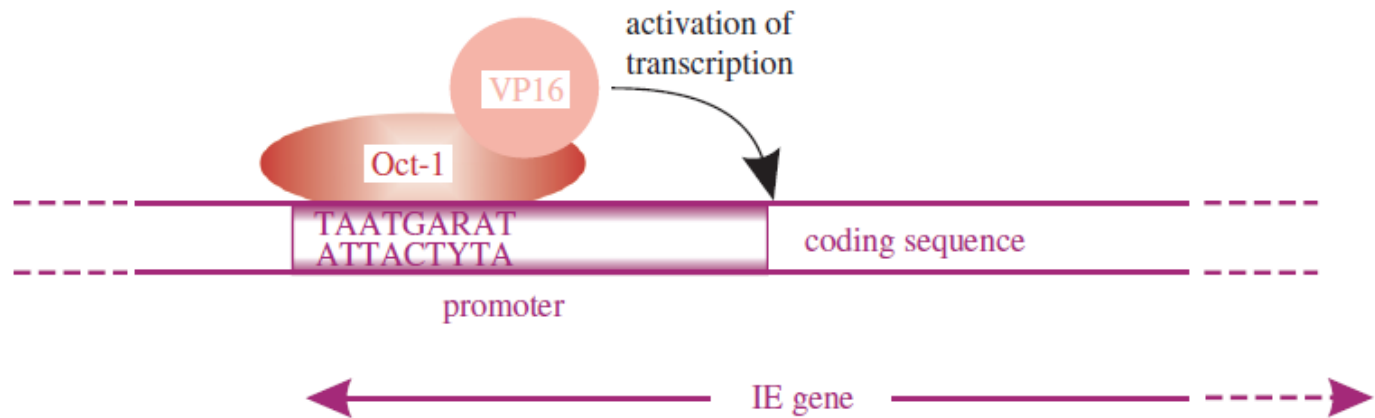 activation of
transcription
VP16
Oct-1
TAATGARAT
ATTACTYTA
coding sequence
promoter
IE gene